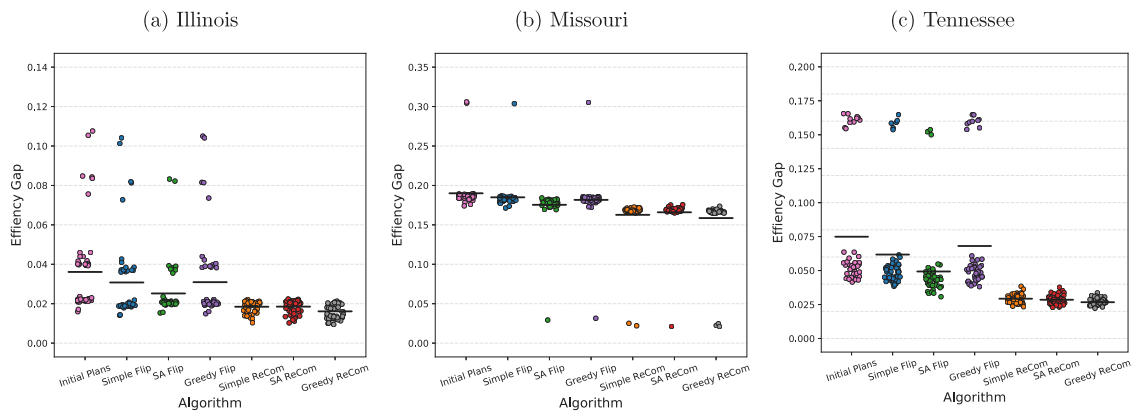 (a) Illinois
(b) Missouri
(c) Tennessee
0.14
0.12
0.10
0.08
0.06
0.04
0.02
0.00
Effiency Gap
Initial Plans
Simple Flip
SA Flip
Greedy Flip
Simple ReCom
SA ReCom
Greedy ReCom
Algorithm
0.35
0.30
0.25
0.20
0.15
0.10
0.05
0.00
Effiency Gap
Initial Plans
Simple Flip
SA Flip
Greedy Flip
Simple ReCom
SA ReCom
Greedy ReCom
Algorithm
0.200
0.175
0.150
0.125
0.100
0.075
0.050
0.025
0.000
Effiency Gap
Initial Plans
Simple Flip
SA Flip
Greedy Flip
Simple ReCom
SA ReCom
Greedy ReCom
Algorithm